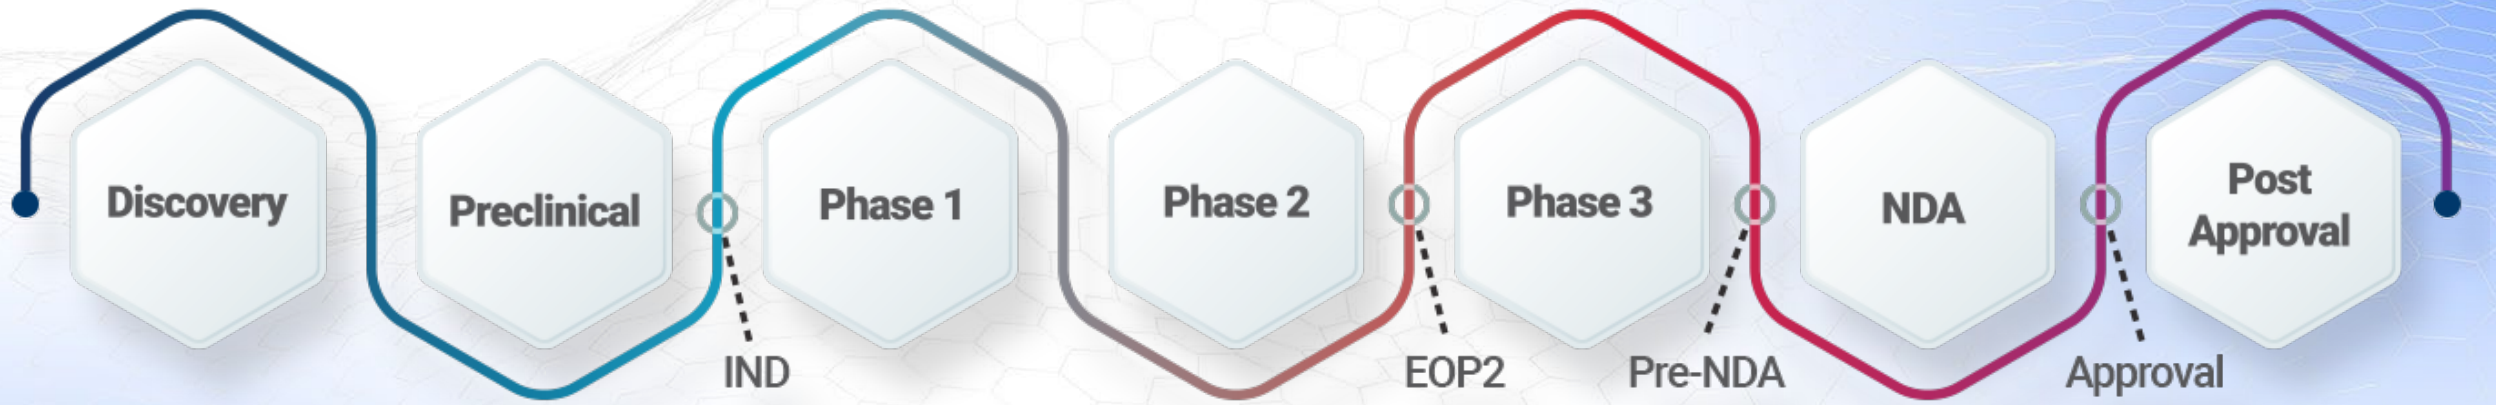 Discovery
Preclinical
Phase 1
Phase 2
Phase 3
NDA
Post
Approval
IND
EOP2
Pre-NDA
Approval